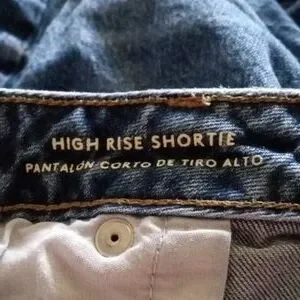 HIGH RISE SHORTIE
PANTALÓN CORTO DE TIRO ALTO